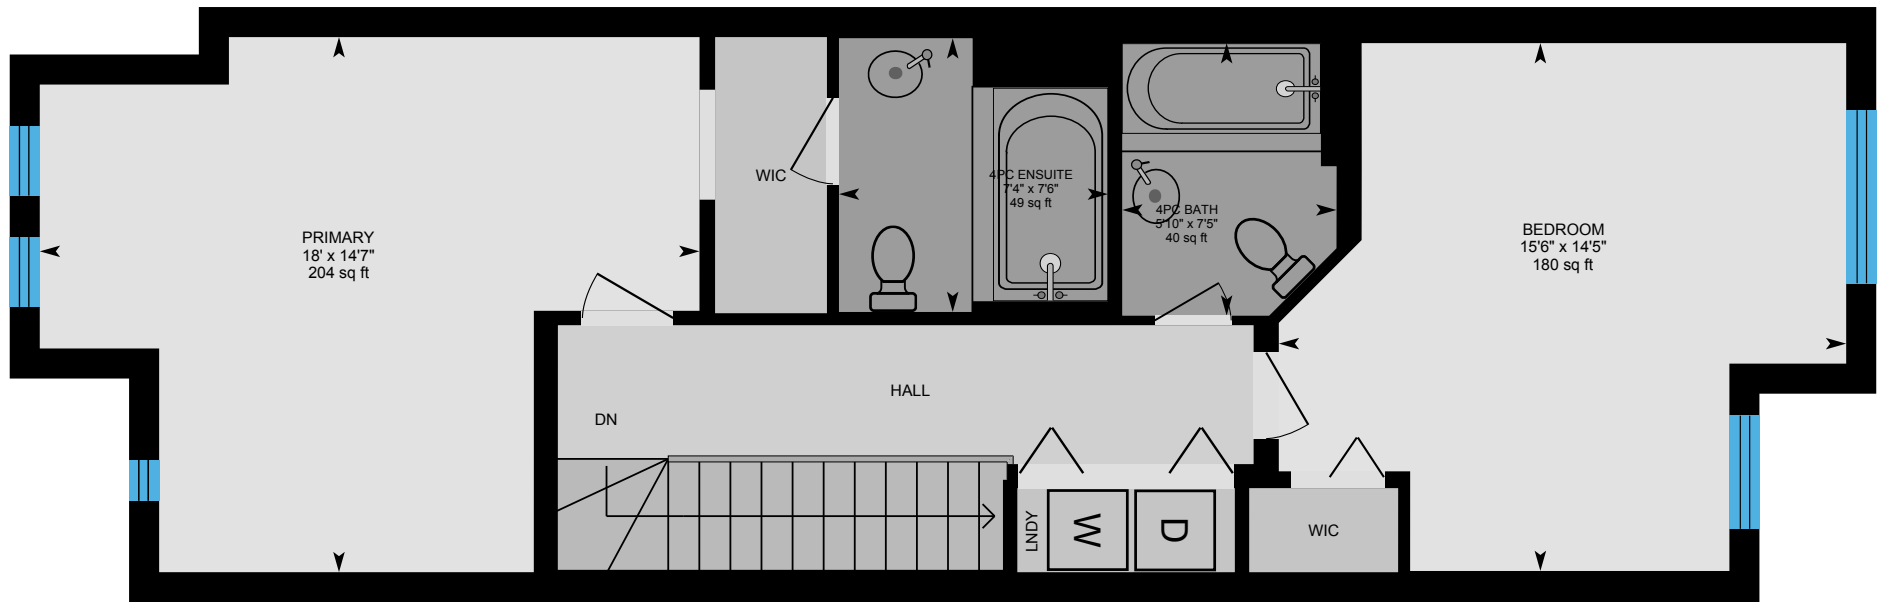 PRIMARY
18' x 14'7"
204 sq ft
WIC
4PC ENSUITE
7'4" x 7'6"
49 sq ft
4PC BATH
5'10" x 7'5"
40 sq ft
BEDROOM
15'6" x 14'5"
180 sq ft
HALL
DN
LNDY
W
D
WIC